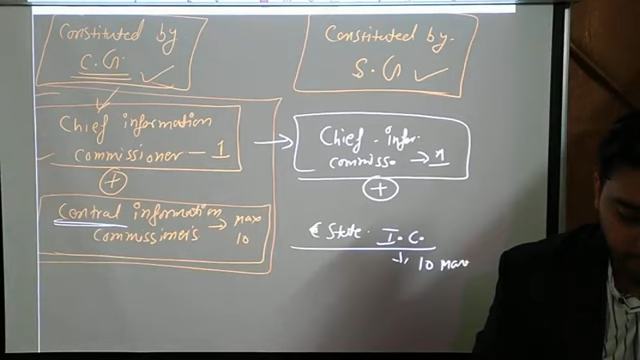 Constituted by
C.G.
Chief information
commissioner - 1
+
Central information
commissioners → max
10
Constituted by.
S.G
Chief. infor.
commisso →
+
State. I.C.
↓ 10 max